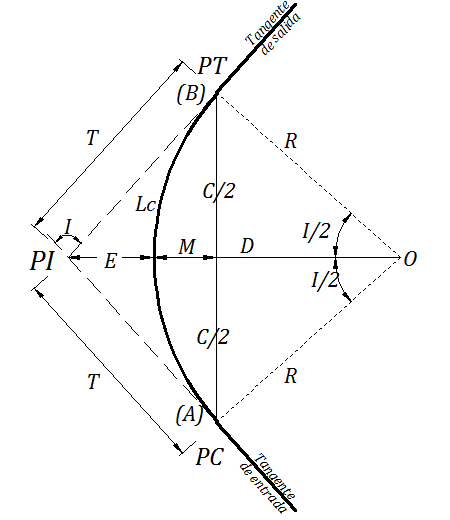 Tangente
de salida
PT
(B)
T
R
C/2
Lc
I
I/2
PI
E
M
D
O
I/2
C/2
T
R
(A)
PC
Tangente
de entrada